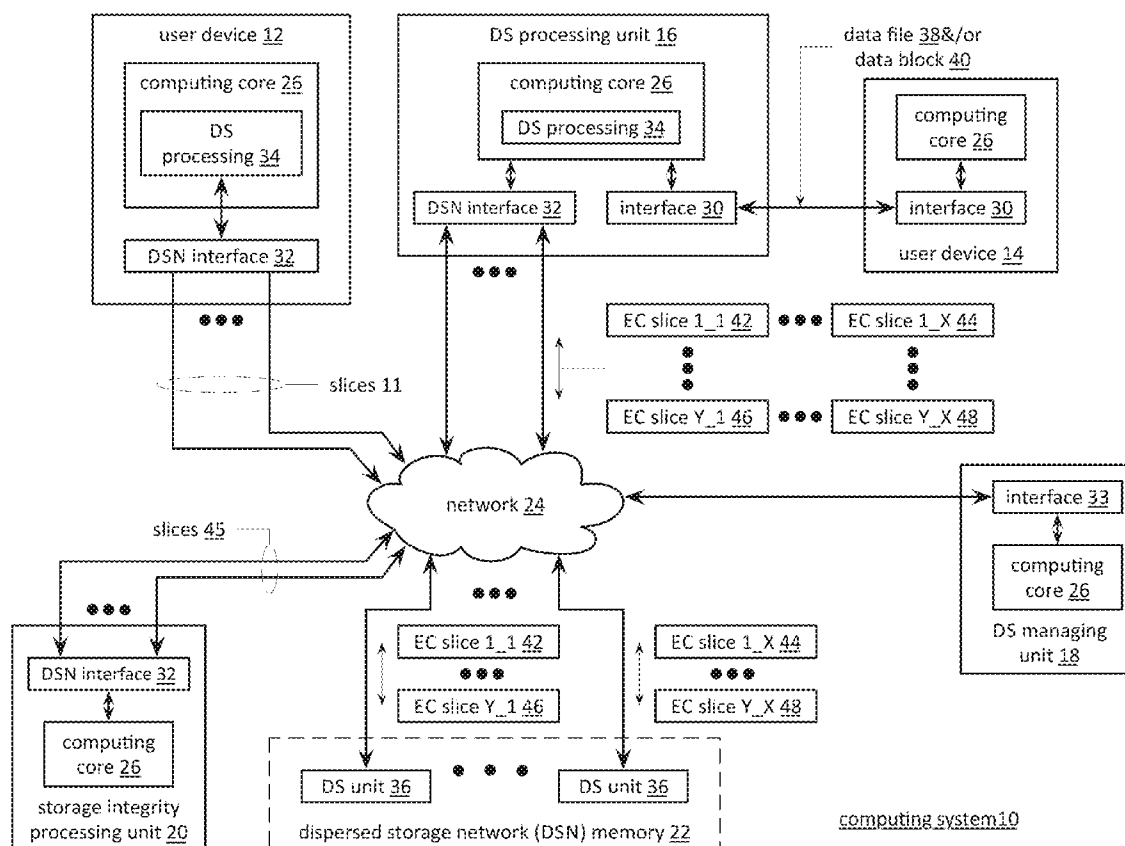 user device 12
computing core 26
DS
processing 34
DSN interface 32
DS processing unit 16
computing core 26
DS processing 34
DSN interface 32
interface 30
data file 38&/or
data block 40
computing
core 26
interface 30
user device 14
slices 11
EC slice 1_1 42
EC slice 1_X 44
EC slice Y_1 46
EC slice Y_X 48
network 24
interface 33
computing
core 26
DS managing
unit 18
slices 45
DSN interface 32
computing
core 26
storage integrity
processing unit 20
EC slice 1_1 42
EC slice Y_1 46
EC slice 1_X 44
EC slice Y_X 48
DS unit 36
DS unit 36
dispersed storage network (DSN) memory 22
computing system10